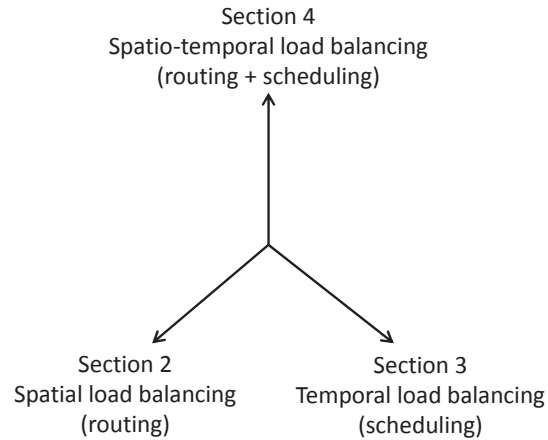 Section 4
Spatio-temporal load balancing
(routing + scheduling)
Section 2
Spatial load balancing
(routing)
Section 3
Temporal load balancing
(scheduling)